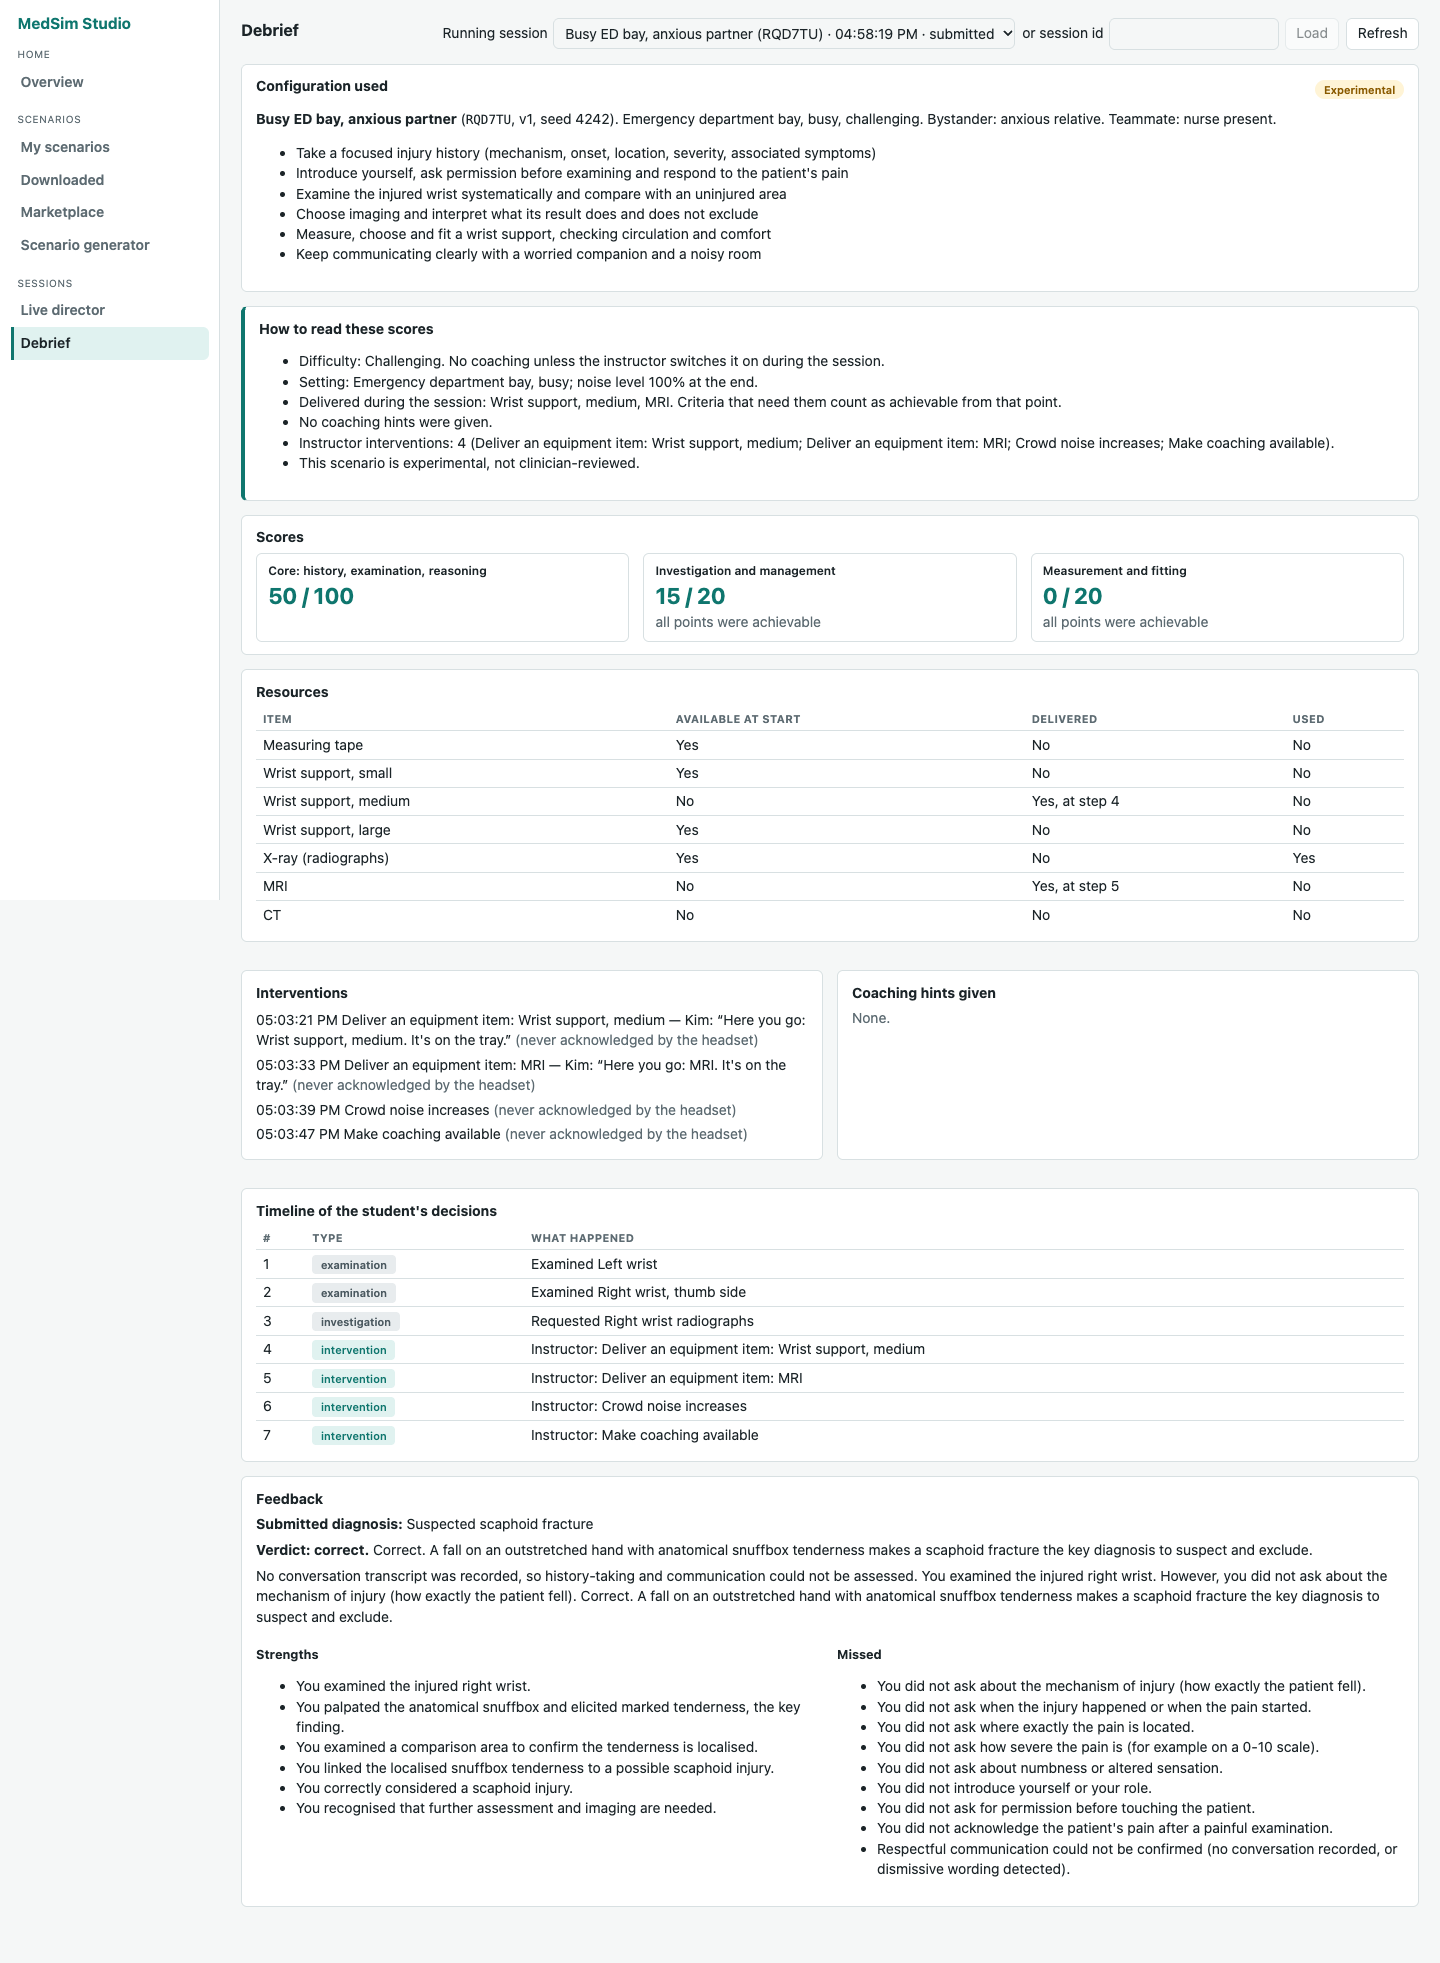 MedSim Studio
HOME
Overview
SCENARIOS
My scenarios
Downloaded
Marketplace
Scenario generator
SESSIONS
Live director
Debrief
Debrief
Running session Busy ED bay, anxious partner (RQD7TU) · 04:58:19 PM · submitted or session id Load Refresh
Configuration used
Experimental
Busy ED bay, anxious partner (RQD7TU, v1, seed 4242). Emergency department bay, busy, challenging. Bystander: anxious relative. Teammate: nurse present.
• Take a focused injury history (mechanism, onset, location, severity, associated symptoms)
• Introduce yourself, ask permission before examining and respond to the patient's pain
• Examine the injured wrist systematically and compare with an uninjured area
• Choose imaging and interpret what its result does and does not exclude
• Measure, choose and fit a wrist support, checking circulation and comfort
• Keep communicating clearly with a worried companion and a noisy room
How to read these scores
• Difficulty: Challenging. No coaching unless the instructor switches it on during the session.
• Setting: Emergency department bay, busy; noise level 100% at the end.
• Delivered during the session: Wrist support, medium, MRI. Criteria that need them count as achievable from that point.
• No coaching hints were given.
• Instructor interventions: 4 (Deliver an equipment item: Wrist support, medium; Deliver an equipment item: MRI; Crowd noise increases; Make coaching available).
• This scenario is experimental, not clinician-reviewed.
Scores
Core: history, examination, reasoning
50 / 100
Investigation and management
15 / 20
all points were achievable
Measurement and fitting
0 / 20
all points were achievable
Resources
ITEM AVAILABLE AT START DELIVERED USED
Measuring tape Yes No No
Wrist support, small Yes No No
Wrist support, medium No Yes, at step 4 No
Wrist support, large Yes No No
X-ray (radiographs) Yes No Yes
MRI No Yes, at step 5 No
CT No No No
Interventions
05:03:21 PM Deliver an equipment item: Wrist support, medium — Kim: “Here you go:
Wrist support, medium. It's on the tray.” (never acknowledged by the headset)
05:03:33 PM Deliver an equipment item: MRI — Kim: “Here you go: MRI. It's on the
tray.” (never acknowledged by the headset)
05:03:39 PM Crowd noise increases (never acknowledged by the headset)
05:03:47 PM Make coaching available (never acknowledged by the headset)
Coaching hints given
None.
Timeline of the student's decisions
# TYPE WHAT HAPPENED
1 examination Examined Left wrist
2 examination Examined Right wrist, thumb side
3 investigation Requested Right wrist radiographs
4 intervention Instructor: Deliver an equipment item: Wrist support, medium
5 intervention Instructor: Deliver an equipment item: MRI
6 intervention Instructor: Crowd noise increases
7 intervention Instructor: Make coaching available
Feedback
Submitted diagnosis: Suspected scaphoid fracture
Verdict: correct. Correct. A fall on an outstretched hand with anatomical snuffbox tenderness makes a scaphoid fracture the key diagnosis to suspect and exclude.
No conversation transcript was recorded, so history-taking and communication could not be assessed. You examined the injured right wrist. However, you did not ask about the
mechanism of injury (how exactly the patient fell). Correct. A fall on an outstretched hand with anatomical snuffbox tenderness makes a scaphoid fracture the key diagnosis to
suspect and exclude.
Strengths
• You examined the injured right wrist.
• You palpated the anatomical snuffbox and elicited marked tenderness, the key
finding.
• You examined a comparison area to confirm the tenderness is localised.
• You linked the localised snuffbox tenderness to a possible scaphoid injury.
• You correctly considered a scaphoid injury.
• You recognised that further assessment and imaging are needed.
Missed
• You did not ask about the mechanism of injury (how exactly the patient fell).
• You did not ask when the injury happened or when the pain started.
• You did not ask where exactly the pain is located.
• You did not ask how severe the pain is (for example on a 0-10 scale).
• You did not ask about numbness or altered sensation.
• You did not introduce yourself or your role.
• You did not ask for permission before touching the patient.
• You did not acknowledge the patient's pain after a painful examination.
• Respectful communication could not be confirmed (no conversation recorded, or
dismissive wording detected).